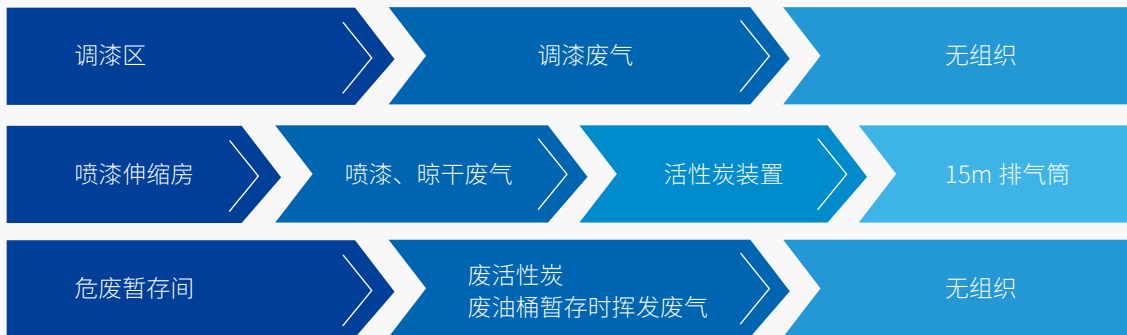 调漆区
调漆废气
无组织
喷漆伸缩房
喷漆、晾干废气
活性炭装置
15m 排气筒
危废暂存间
废活性炭
废油桶暂存时挥发废气
无组织